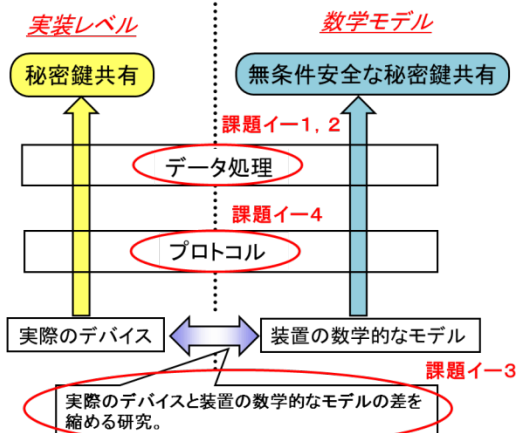 実装レベル
数学モデル
秘密鍵共有
無条件安全な秘密鍵共有
課題イー1, 2
データ処理
課題イー4
プロトコル
実際のデバイス
装置の数学的なモデル
課題イー3
実際のデバイスと装置の数学的なモデルの差を
縮める研究。